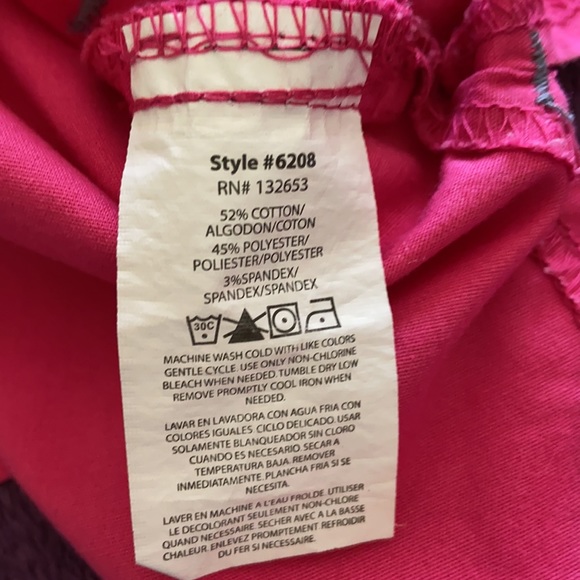 Style #6208
RN# 132653
52% COTTON/
ALGODON/COTON
45% POLYESTER/
POLIESTER/POLYESTER
3%SPANDEX/
SPANDEX/SPANDEX
30C
MACHINE WASH COLD WITH LIKE COLORS
GENTLE CYCLE. USE ONLY NON-CHLORINE
BLEACH WHEN NEEDED. TUMBLE DRY LOW
REMOVE PROMPTLY COOL IRON WHEN
NEEDED.
LAVAR EN LAVADORA CON AGUA FRIA CON
COLORES IGUALES. CICLO DELICADO. USAR
SOLAMENTE BLANQUEADOR SIN CLORO
CUANDO ES NECESARIO. SECAR A
TEMPERATURA BAJA. REMOVER
INMEDIATAMENTE. PLANCHA FRIA SI SE
NECESITA.
LAVER EN MACHINE A L'EAU FROLDE. UTILISER
LE DECOLORANT SEULEMENT NON-CHLORE
QUAND NECESSAIRE. SECHER AVEC A LA BASSE
CHALEUR. ENLEVEZ PROMPTEMENT REFROIDIR
DU FER SI NECESSAIRE.